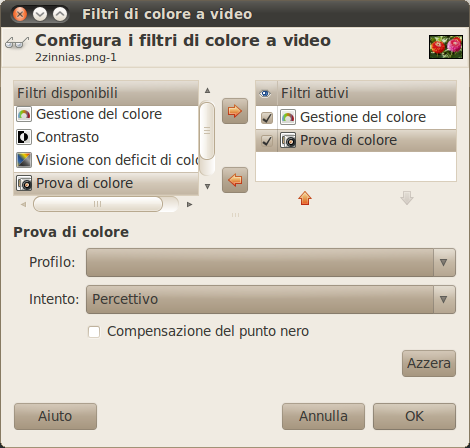 Filtri di colore a video
Configura i filtri di colore a video
2zinnias.png-1
Filtri disponibili
Gestione del colore
Contrasto
Visione con deficit di colo
Prova di colore
Filtri attivi
Gestione del colore
Prova di colore
Prova di colore
Profilo:
Intento: Percettivo
Compensazione del punto nero
Azzera
Aiuto
Annulla
OK